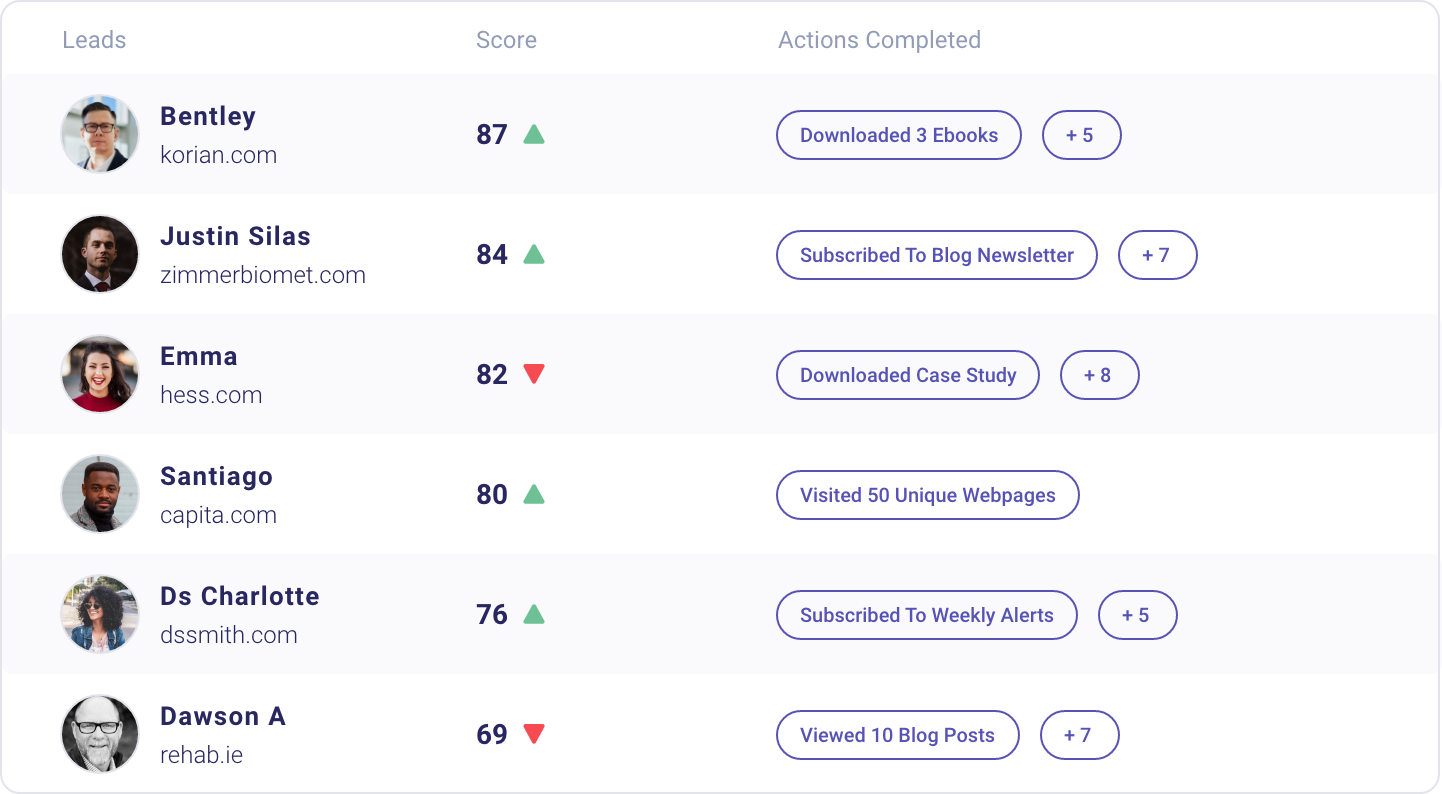 Leads Score Actions Completed
Bentley
korian.com
87
Downloaded 3 Ebooks
+ 5
Justin Silas
zimmerbiomet.com
84
Subscribed To Blog Newsletter
+ 7
Emma
hess.com
82
Downloaded Case Study
+ 8
Santiago
capita.com
80
Visited 50 Unique Webpages
Ds Charlotte
dssmith.com
76
Subscribed To Weekly Alerts
+ 5
Dawson A
rehab.ie
69
Viewed 10 Blog Posts
+ 7